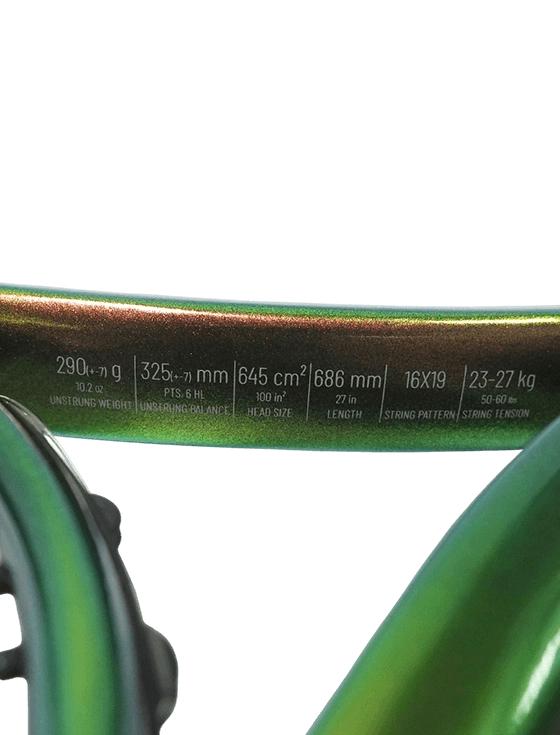 290(+-7) g
10.2 oz
UNSTRUNG WEIGHT
325(+-7) mm
PTS. 6 HL
UNSTRUNG BALANCE
645 cm²
100 in²
HEAD SIZE
686 mm
27 in
LENGTH
16X19
STRING PATTERN
23-27 kg
50-60 lbs
STRING TENSION